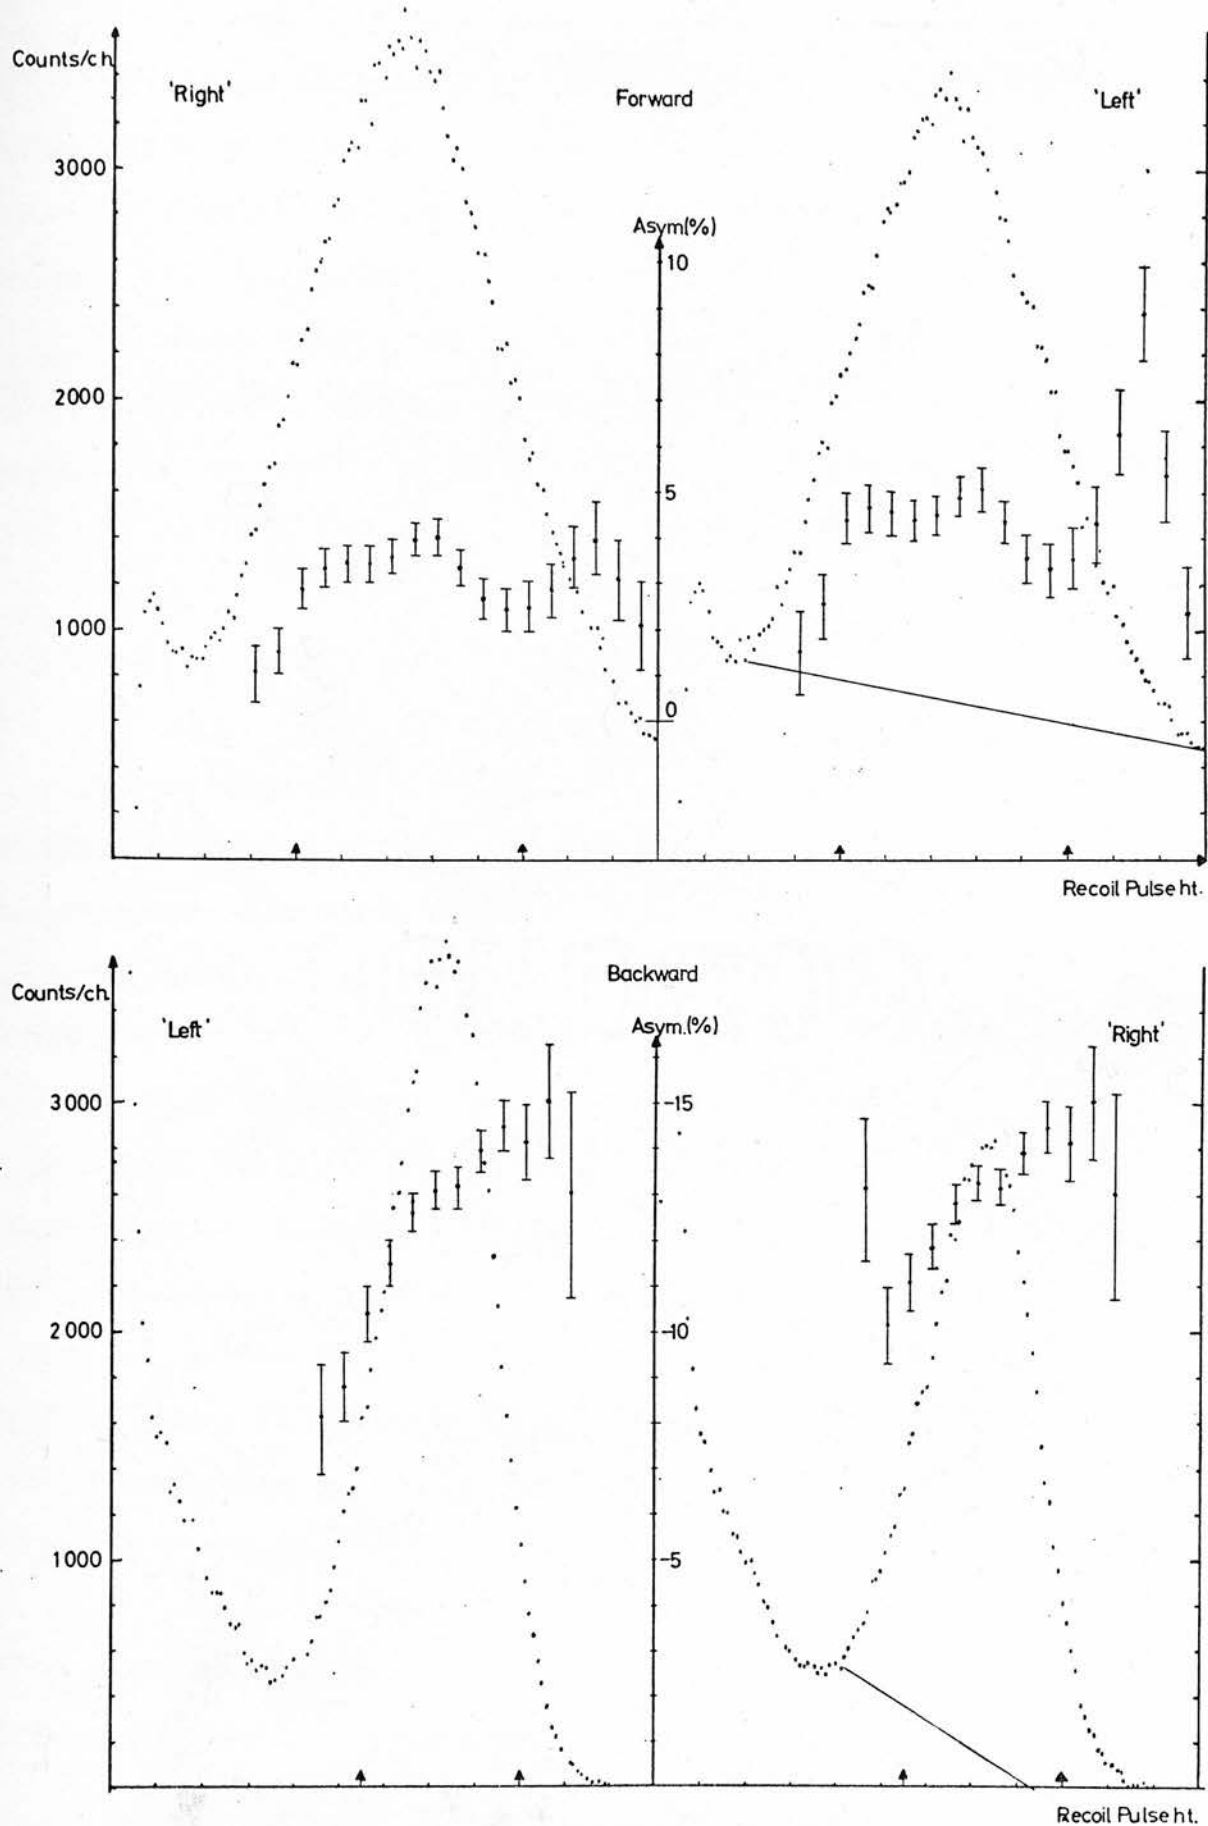 Counts/ch
'Right'
Forward
'Left'
3000
2000
1000
Asym(%)
10
5
0
Recoil Pulse ht.
Backward
Counts/ch.
'Left'
Asym.(%)
'Right'
3000
2000
1000
-15
-10
-5
Recoil Pulse ht.